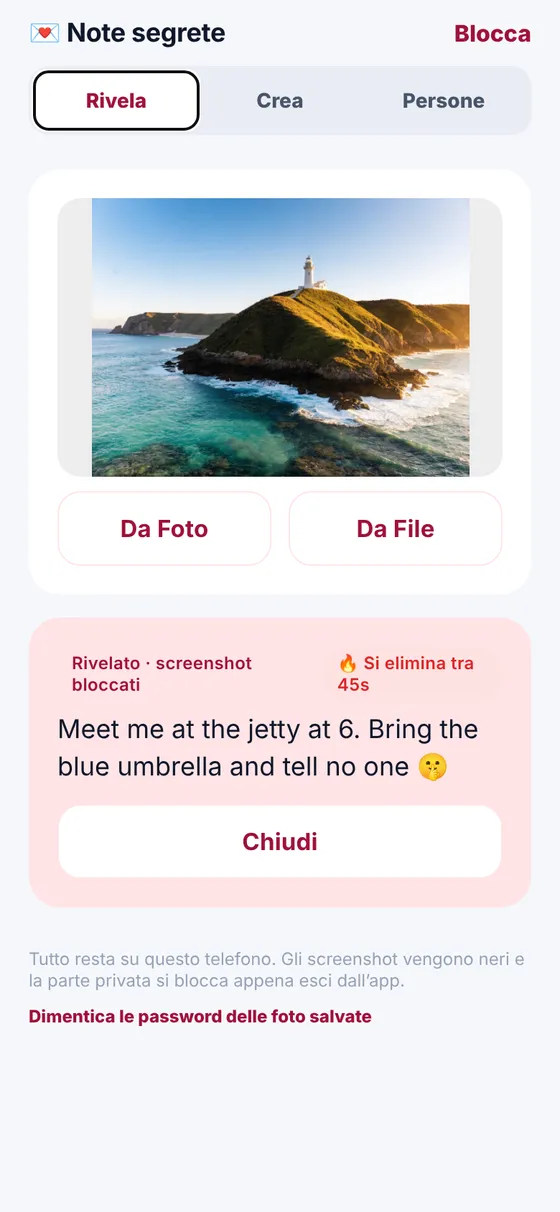 💌 Note segrete
Blocca
Rivela
Crea
Persone
Da Foto
Da File
Rivelato · screenshot
bloccati
🔥 Si elimina tra
45s
Meet me at the jetty at 6. Bring the
blue umbrella and tell no one 🤫
Chiudi
Tutto resta su questo telefono. Gli screenshot vengono neri e
la parte privata si blocca appena esci dall’app.
Dimentica le password delle foto salvate